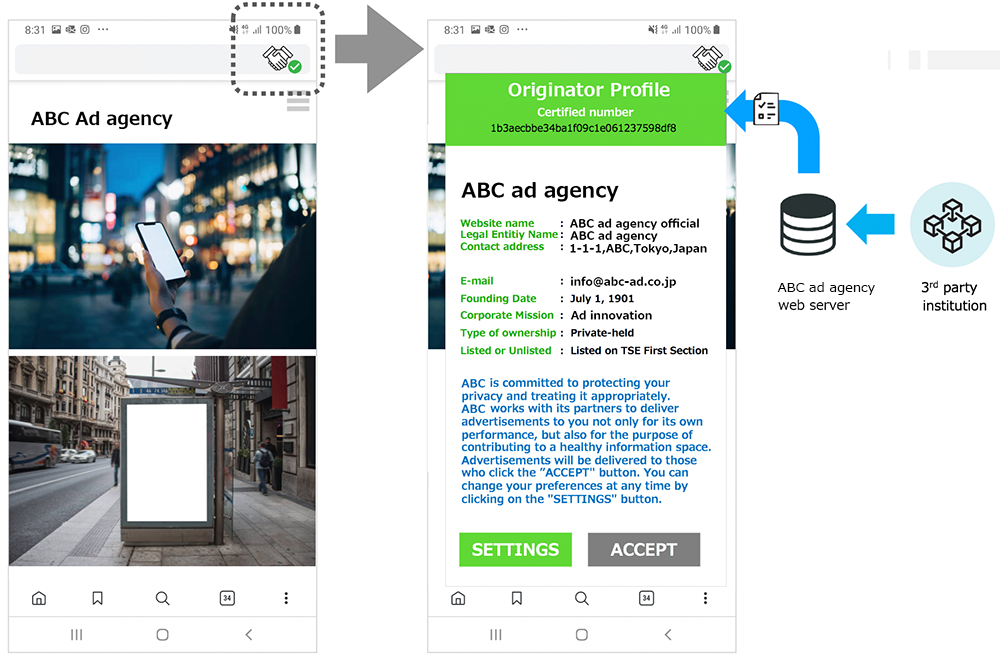 8:31
100%
ABC Ad agency
34
8:31
100%
Originator Profile
Certified number
1b3aecbbe34ba1f09c1e061237598df8
ABC ad agency
Website name : ABC ad agency official
Legal Entitiy Name : ABC ad agency
Contact address : 1-1-1,ABC,Tokyo,Japan
E-mail : info@abc-ad.co.jp
Founding Date : July 1, 1901
Corporate Mission : Ad innovation
Type of ownership : Private-held
Listed or Unlisted : Listed on TSE First Section
ABC is committed to protecting your
privacy and treating it appropriately.
ABC works with its partners to deliver
advertisements to you not only for its own
performance, but also for the purpose of
contributing to a healthy information space.
Advertisements will be delivered to those
who click the ”ACCEPT" button. You can
change your preferences at any time by
clicking on the "SETTINGS" button.
SETTINGS
ACCEPT
34
ABC ad agency
web server
3rd party
institution